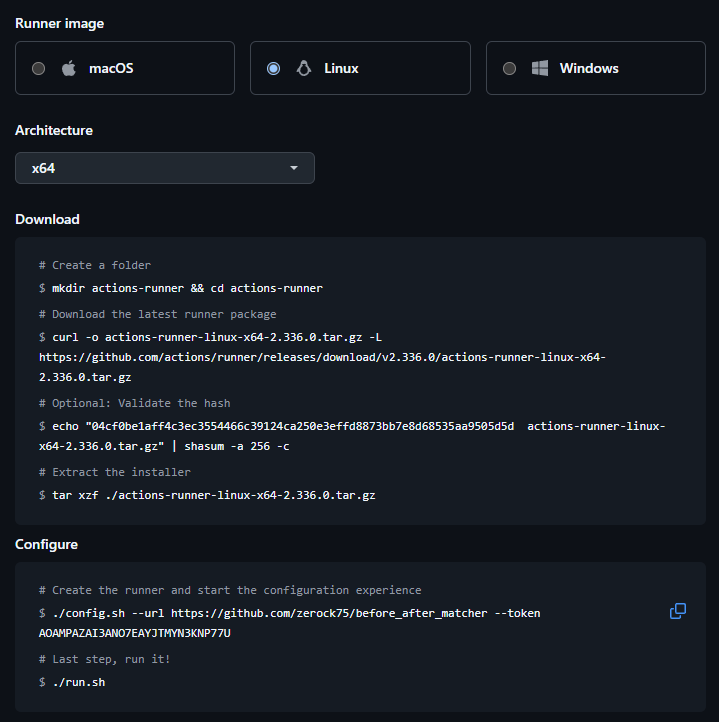 Runner image
macOS
Linux
Windows
Architecture
x64
Download
# Create a folder
$ mkdir actions-runner && cd actions-runner
# Download the latest runner package
$ curl -o actions-runner-linux-x64-2.336.0.tar.gz -L
https://github.com/actions/runner/releases/download/v2.336.0/actions-runner-linux-x64-
2.336.0.tar.gz
# Optional: Validate the hash
$ echo "04cf0be1aff4c3ec3554466c39124ca250e3effd8873bb7e8d68535aa9505d5d  actions-runner-linux-
x64-2.336.0.tar.gz" | shasum -a 256 -c
# Extract the installer
$ tar xzf ./actions-runner-linux-x64-2.336.0.tar.gz
Configure
# Create the runner and start the configuration experience
$ ./config.sh --url https://github.com/zerock75/before_after_matcher --token
AOAMPAZAI3ANO7EAYJTMYN3KNP77U
# Last step, run it!
$ ./run.sh